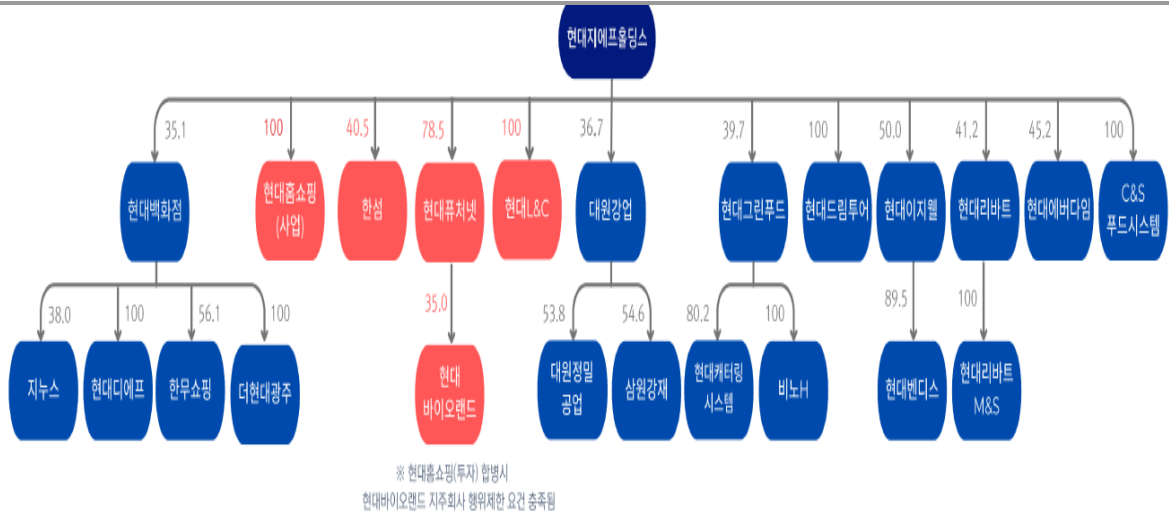 현대지에프홀딩스
35.1
100
40.5
78.5
100
36.7
39.7
100
50.0
41.2
45.2
100
현대백화점
현대홈쇼핑
(사업)
한섬
현대퓨처넷
현대L&C
대원강업
현대그린푸드
현대드림투어
현대이지웰
현대리바트
현대에버다임
C&S
푸드시스템
38.0
100
56.1
100
35.0
53.8
54.6
80.2
100
89.5
100
지누스
현대디에프
한무쇼핑
더현대광주
현대
바이오랜드
대원정밀
공업
삼원강재
현대캐터링
시스템
비노H
현대벤디스
현대리바트
M&S
※ 현대홈쇼핑(투자) 합병시
현대바이오랜드 지주회사 행위제한 요건 충족됨